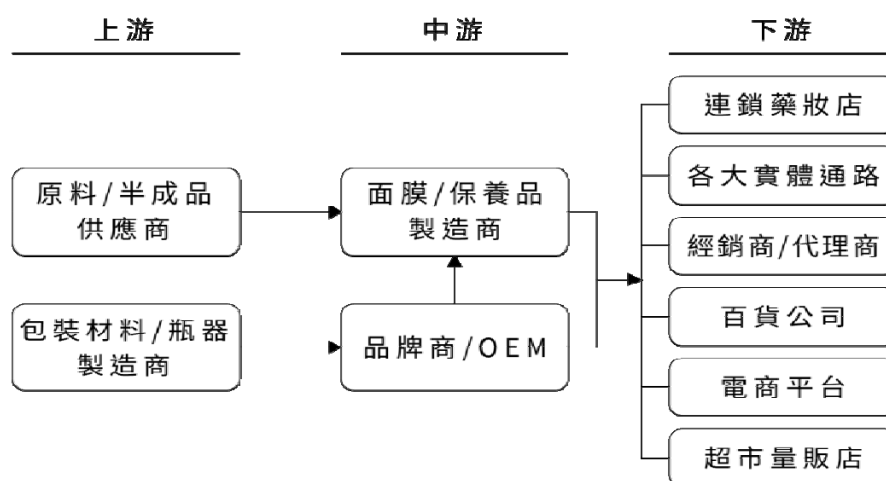 上游
中游
下游
原料/半成品
供應商
包裝材料/瓶器
製造商
面膜/保養品
製造商
品牌商/OEM
連鎖藥妝店
各大實體通路
經銷商/代理商
百貨公司
電商平台
超市量販店